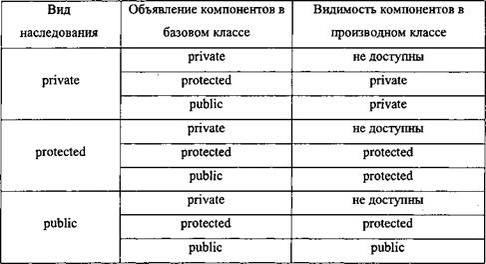 Вид наследования
Объявление компонентов в базовом классе
Видимость компонентов в производном классе
private
private
не доступны
protected
private
public
private
protected
private
не доступны
protected
protected
public
protected
public
private
не доступны
protected
protected
public
public